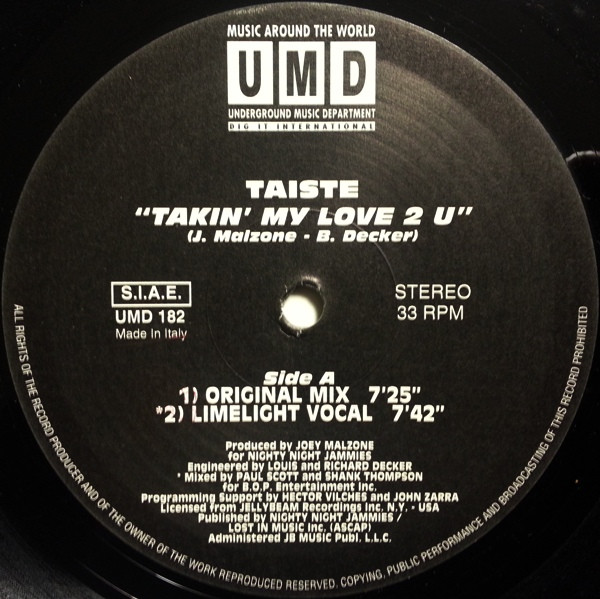 MUSIC AROUND THE WORLD
UMD
UNDERGROUND MUSIC DEPARTMENT
DIG IT INTERNATIONAL
TAISTE
“TAKIN' MY LOVE 2 U”
(J. Malzone - B. Decker)
S.I.A.E.
UMD 182
Made in Italy
STEREO
33 RPM
Side A
1) ORIGINAL MIX 7'25"
*2) LIMELIGHT VOCAL 7'42"
Produced by JOEY MALZONE
for NIGHTY NIGHT JAMMIES
Engineered by LOUIS and RICHARD DECKER
* Mixed by PAUL SCOTT and SHANK THOMPSON
for B.O.P. Entertainment Inc.
Programming Support by HECTOR VILCHES and JOHN ZARRA
Licensed from JELLYBEAM Recordings Inc. N.Y. - USA
Published by NIGHTY NIGHT JAMMIES /
LOST IN MUSIC Inc. (ASCAP)
Administered JB MUSIC Publ. L.L.C.
ALL RIGHTS OF THE RECORD PRODUCER AND OF THE OWNER OF THE WORK REPRODUCED RESERVED. COPYING, PUBLIC PERFORMANCE AND BROADCASTING OF THIS RECORD PROHIBITED